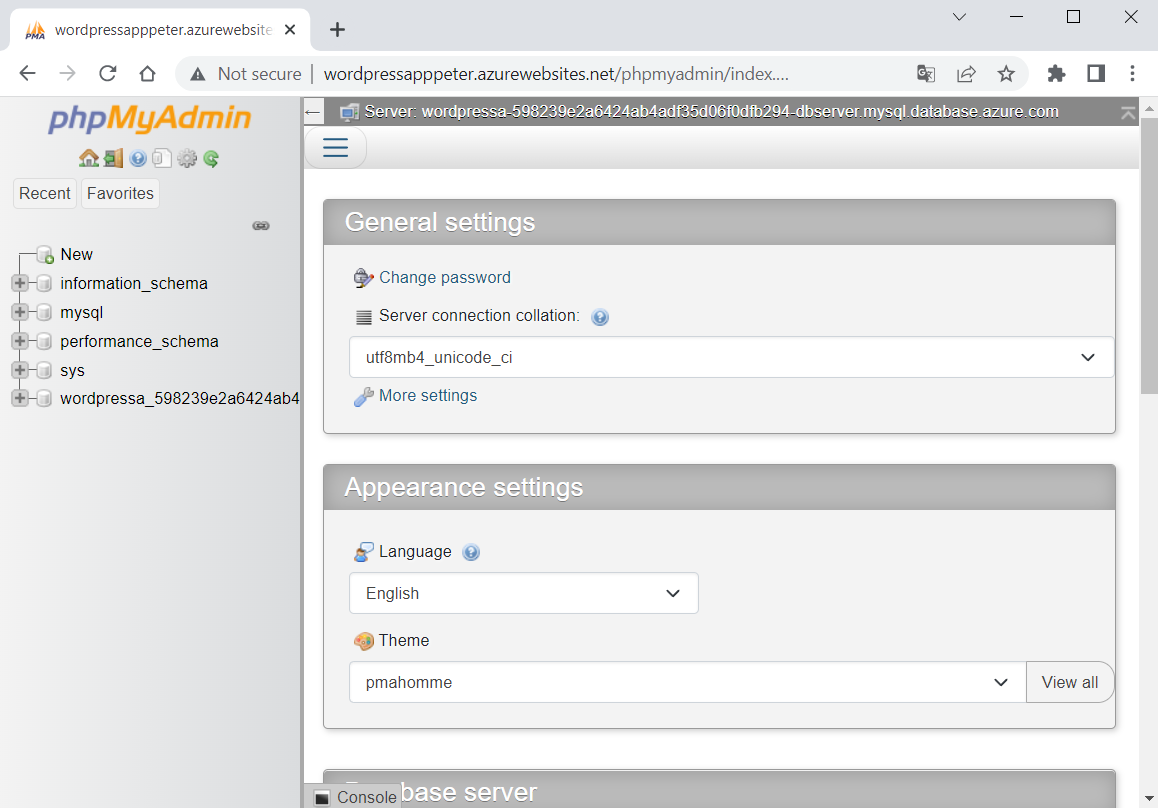 wordpressapppeter.azurewebsite
Not secure | wordpressapppeter.azurewebsites.net/phpmyadmin/index....
phpMyAdmin
Recent
Favorites
New
information_schema
mysql
performance_schema
sys
wordpressa_598239e2a6424ab4
Server: wordpressa-598239e2a6424ab4adf35d06f0dfb294-dbserver.mysql.database.azure.com
General settings
Change password
Server connection collation:
utf8mb4_unicode_ci
More settings
Appearance settings
Language
English
Theme
pmahomme
View all
base server
Console